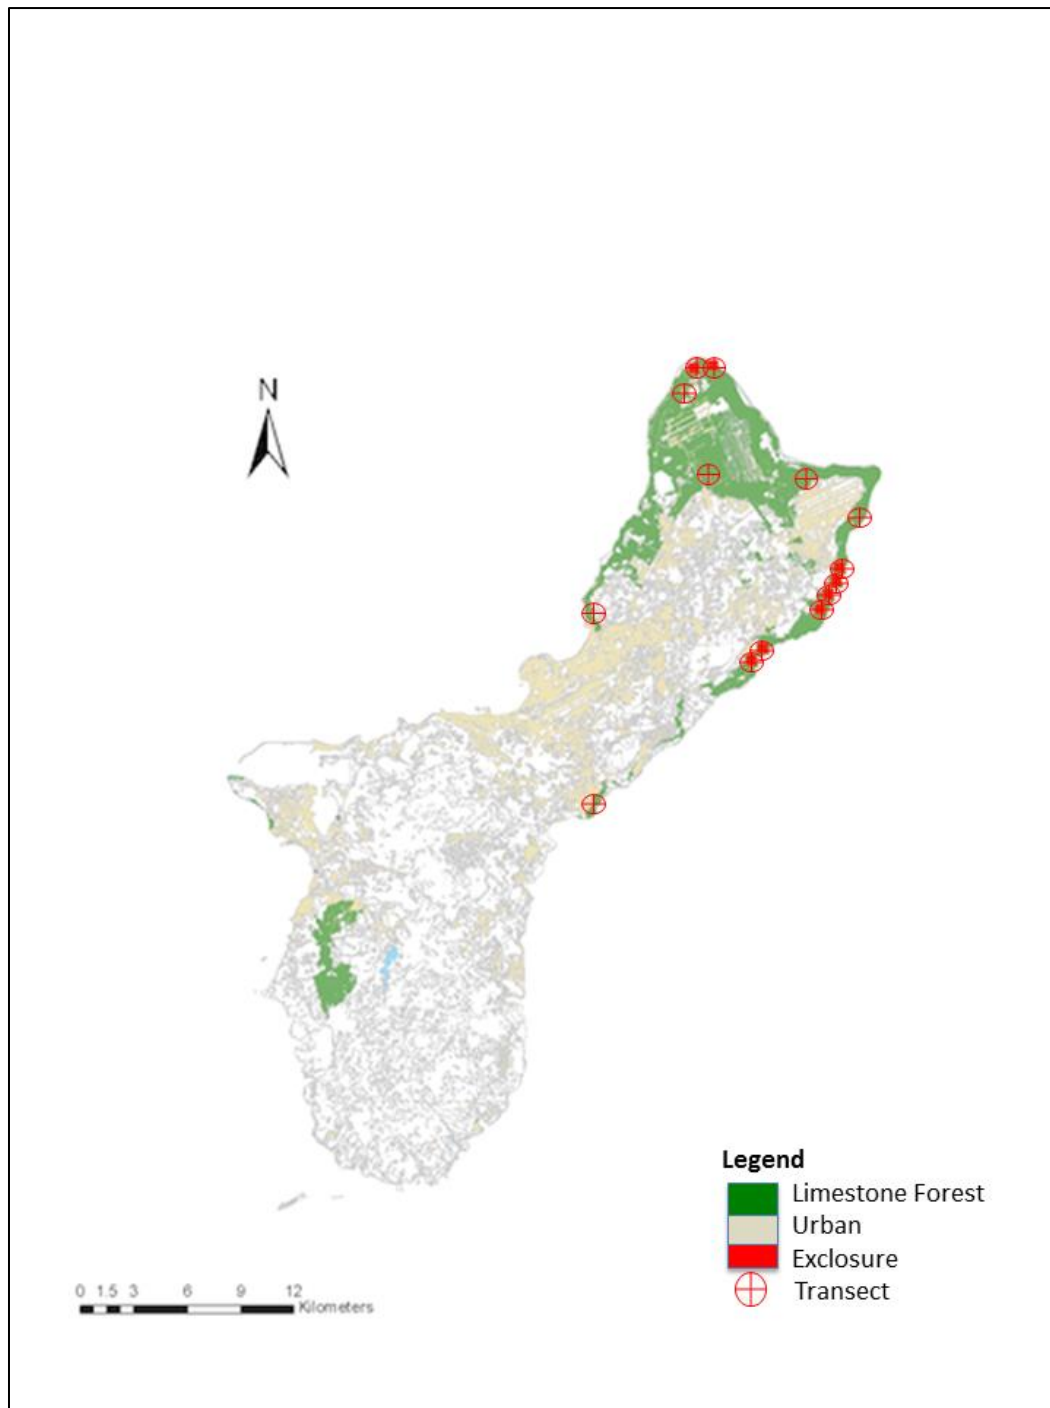 N
Legend
Limestone Forest
Urban
Exclosure
Transect
0 1.5 3 6 9 12
Kilometers